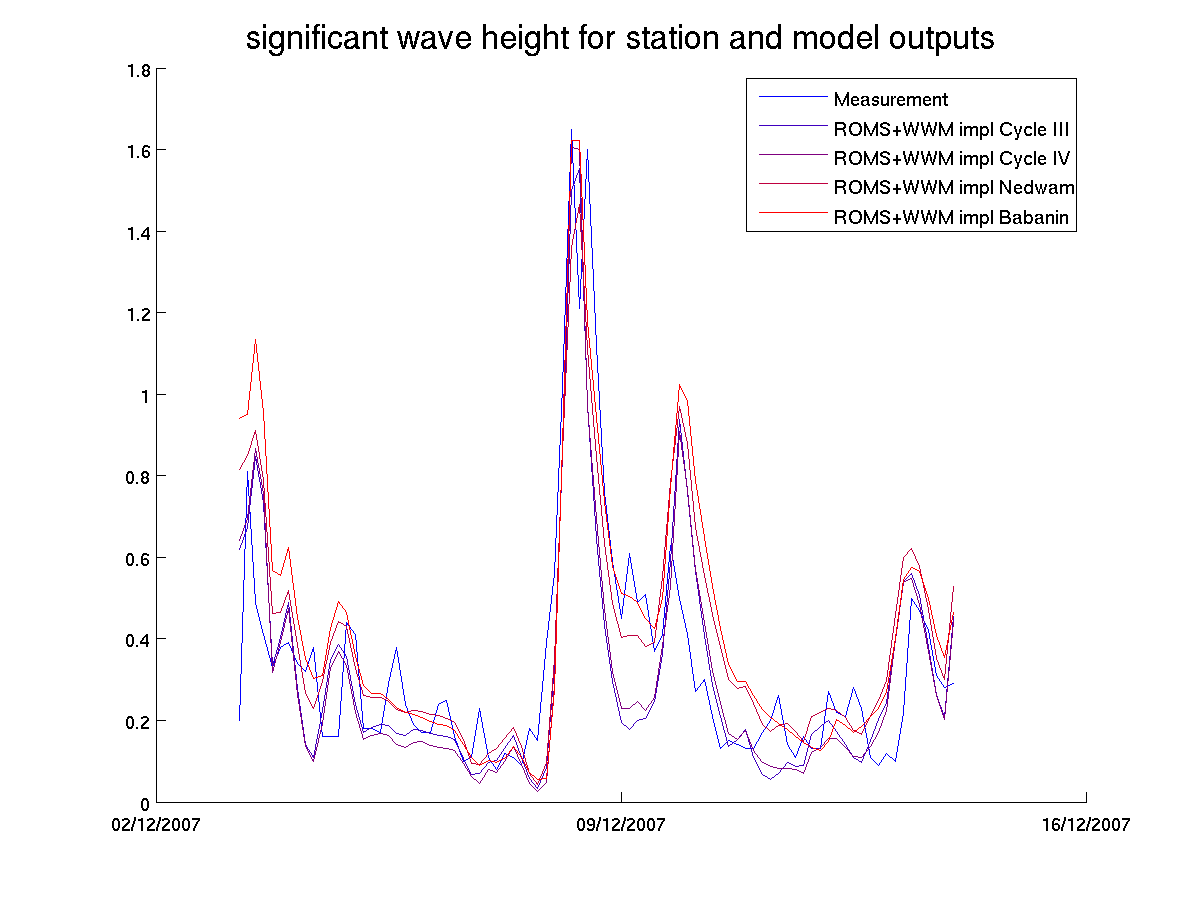 significant wave height for station and model outputs
1.8
1.6
1.4
1.2
1
0.8
0.6
0.4
0.2
0
02/12/2007
09/12/2007
16/12/2007
Measurement
ROMS+WWM impl Cycle III
ROMS+WWM impl Cycle IV
ROMS+WWM impl Nedwam
ROMS+WWM impl Babanin